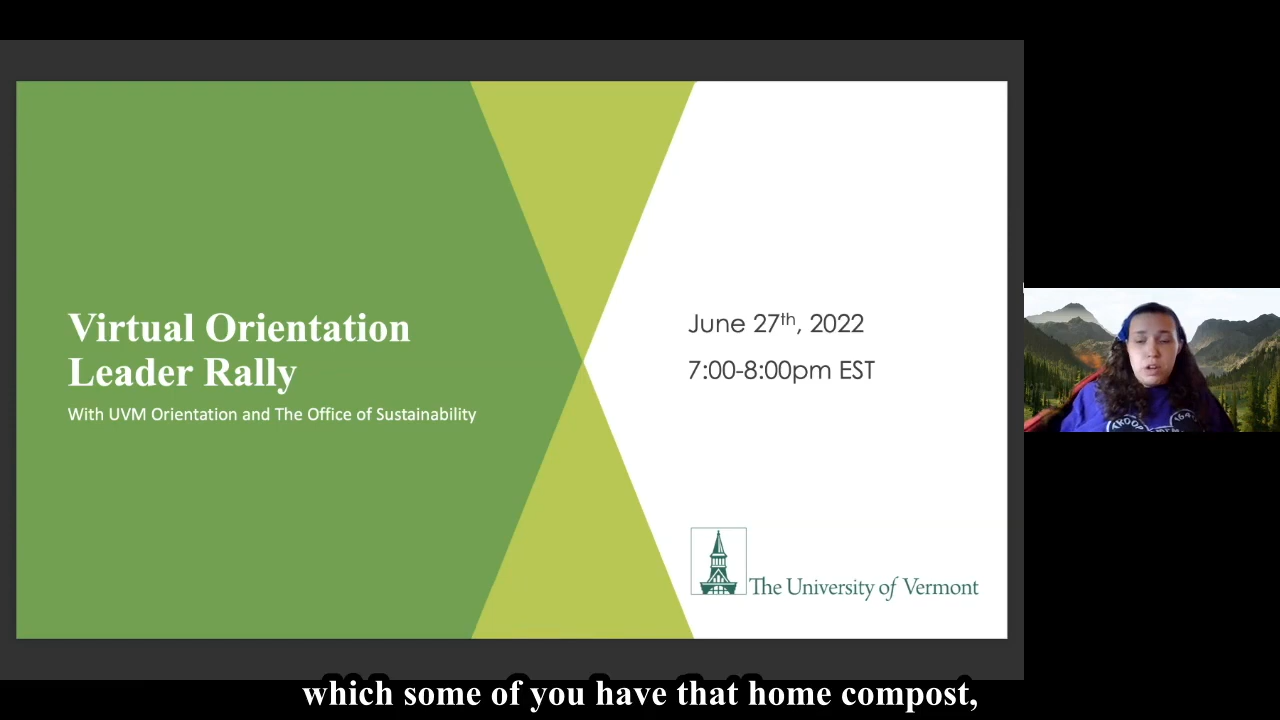 Virtual Orientation
Leader Rally
With UVM Orientation and The Office of Sustainability
June 27th, 2022
7:00-8:00pm EST
The University of Vermont
which some of you have that home compost,